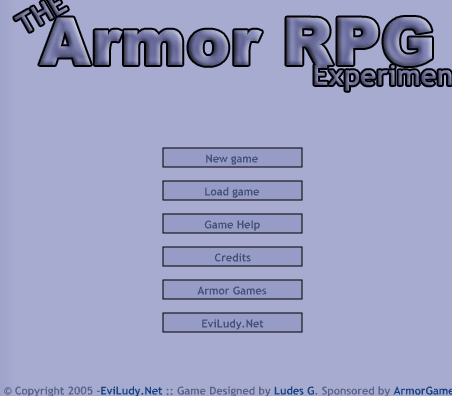 THE
Armor RPG
Experimen
New game
Load game
Game Help
Credits
Armor Games
EviLudy.Net
© Copyright 2005 -EviLudy.Net :: Game Designed by Ludes G. Sponsored by ArmorGame